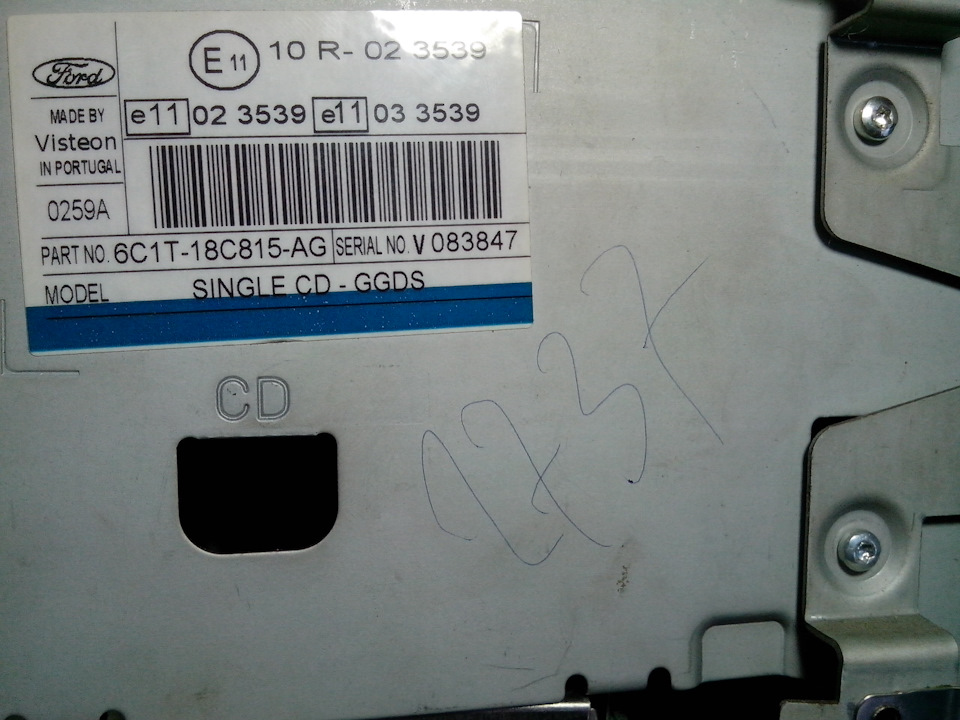 E 11 10 R- 02 3539
Ford
e11 02 3539 e11 03 3539
MADE BY
Visteon
IN PORTUGAL
0259A
PART NO. 6C1T-18C815-AG SERIAL NO. V 083847
MODEL SINGLE CD - GGDS
CD
2737